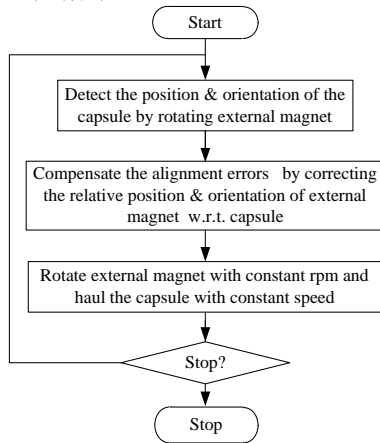 Start
Detect the position & orientation of the
capsule by rotating external magnet
Compensate the alignment errors by correcting
the relative position & orientation of external
magnet w.r.t. capsule
Rotate external magnet with constant rpm and
haul the capsule with constant speed
Stop?
Stop